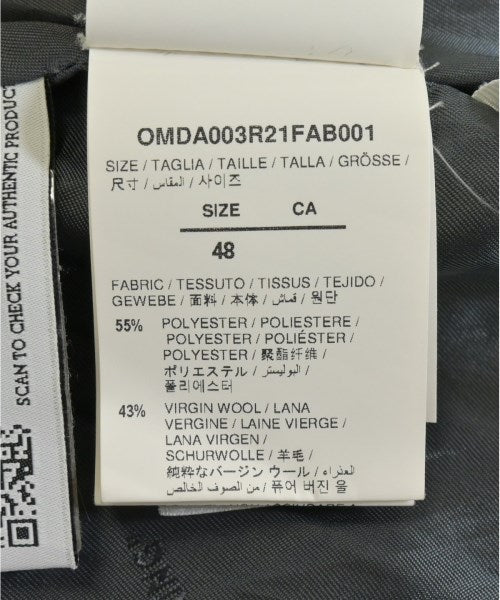 OMDA003R21FAB001
SIZE / TAGLIA / TAILLE / TALLA / GRÖSSE /
尺寸 / المقاس / 사이즈
SIZE CA
48
FABRIC / TESSUTO / TISSUS / TEJIDO /
GEWEBE / 面料 / 本体 / قماش / 원단
55% POLYESTER / POLIESTERE /
POLYESTER / POLIÉSTER /
POLYESTER / 聚酯纤维 /
ポリエステル / البوليستر /
폴리에스터
43% VIRGIN WOOL / LANA
VERGINE / LAINE VIERGE /
LANA VIRGEN /
SCHURWOLLE / 羊毛 /
純粋なバージン ウール / العذراء
من الصوف الخالص / 퓨어 버진 울
SCAN TO CHECK YOUR AUTHENTIC PRODUC